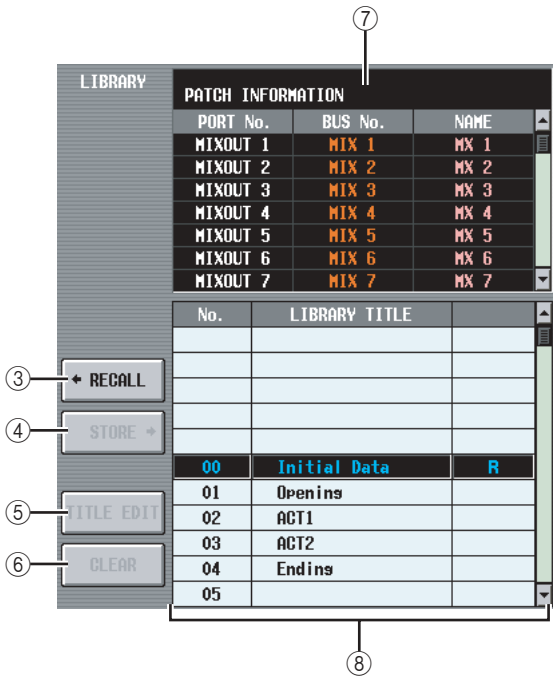 ⑦
LIBRARY
PATCH INFORMATION
PORT No. BUS No. NAME
MIXOUT 1 MIX 1 MX 1
MIXOUT 2 MIX 2 MX 2
MIXOUT 3 MIX 3 MX 3
MIXOUT 4 MIX 4 MX 4
MIXOUT 5 MIX 5 MX 5
MIXOUT 6 MIX 6 MX 6
MIXOUT 7 MIX 7 MX 7
No. LIBRARY TITLE
③ RECALL
④ STORE
00 Initial Data R
01 Opening
⑤ TITLE EDIT
02 ACT1
03 ACT2
⑥ CLEAR
04 Ending
05
⑧